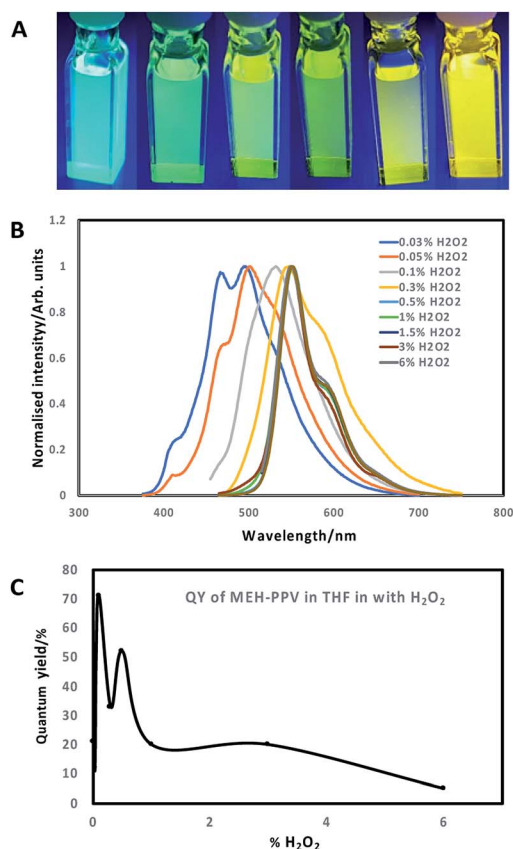 A
B
1.2
1
0.8
0.6
0.4
0.2
0
Normalised intensityy/Arb. units
0.03% H2O2
0.05% H2O2
0.1% H2O2
0.3% H2O2
0.5% H2O2
1% H2O2
1.5% H2O2
3% H2O2
6% H2O2
300 400 500 600 700 800
Wavelength/nm
C
80
70
60
50
40
30
20
10
0
Quantum yield/%
QY of MEH-PPV in THF in with H₂O₂
0 2 4 6
% H₂O₂